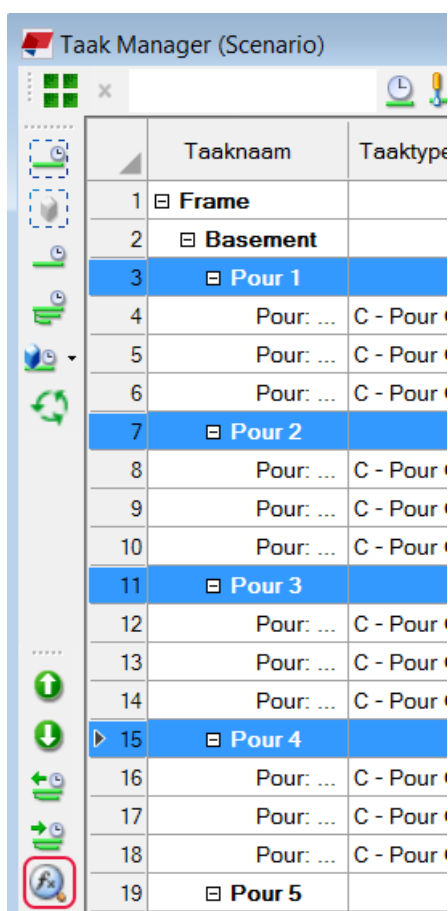 Taak Manager (Scenario)
Taaknaam Taaktype
1 Frame
2 Basement
3 Pour 1
4 Pour: ... C - Pour
5 Pour: ... C - Pour
6 Pour: ... C - Pour
7 Pour 2
8 Pour: ... C - Pour
9 Pour: ... C - Pour
10 Pour: ... C - Pour
11 Pour 3
12 Pour: ... C - Pour
13 Pour: ... C - Pour
14 Pour: ... C - Pour
15 Pour 4
16 Pour: ... C - Pour
17 Pour: ... C - Pour
18 Pour: ... C - Pour
19 Pour 5